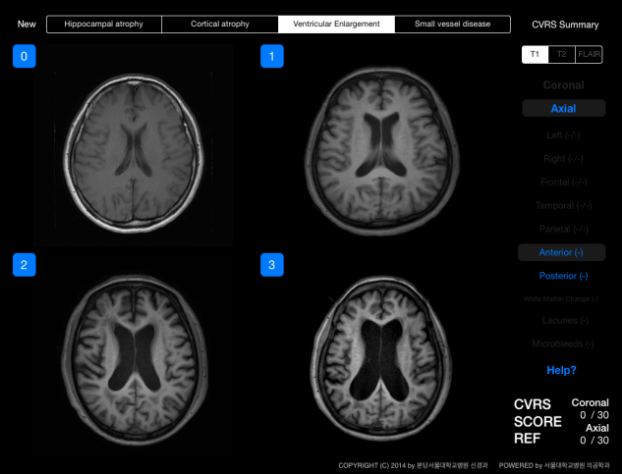 New Hippocampal atrophy Cortical atrophy Ventricular Enlargement Small vessel disease CVRS Summary
0 1
T1 T2 FLAIR
Coronal
Axial
Left (-/-)
Right (-/-)
Frontal (-/-)
Temporal (-/-)
Parietal (-/-)
2 3
Anterior (-)
Posterior (-)
White Matter Change (-)
Lacunes (-)
Microbleeds (-)
Help?
CVRS SCORE REF
Coronal
0 / 30
Axial
0 / 30
COPYRIGHT (C) 2014 by 분당서울대학교병원 신경과 POWERED by 서울대학교병원 의공학과